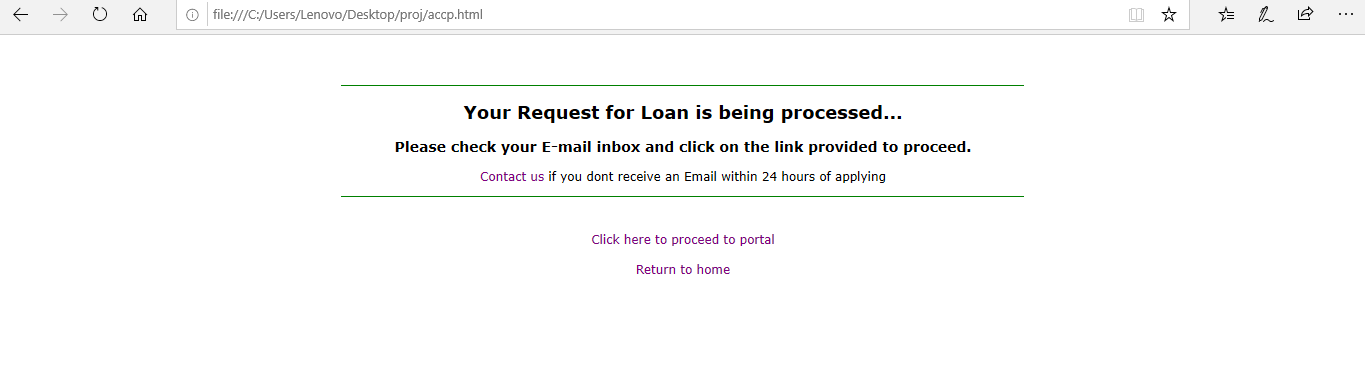 file:///C:/Users/Lenovo/Desktop/proj/accp.html
Your Request for Loan is being processed...
Please check your E-mail inbox and click on the link provided to proceed.
Contact us if you dont receive an Email within 24 hours of applying
Click here to proceed to portal
Return to home